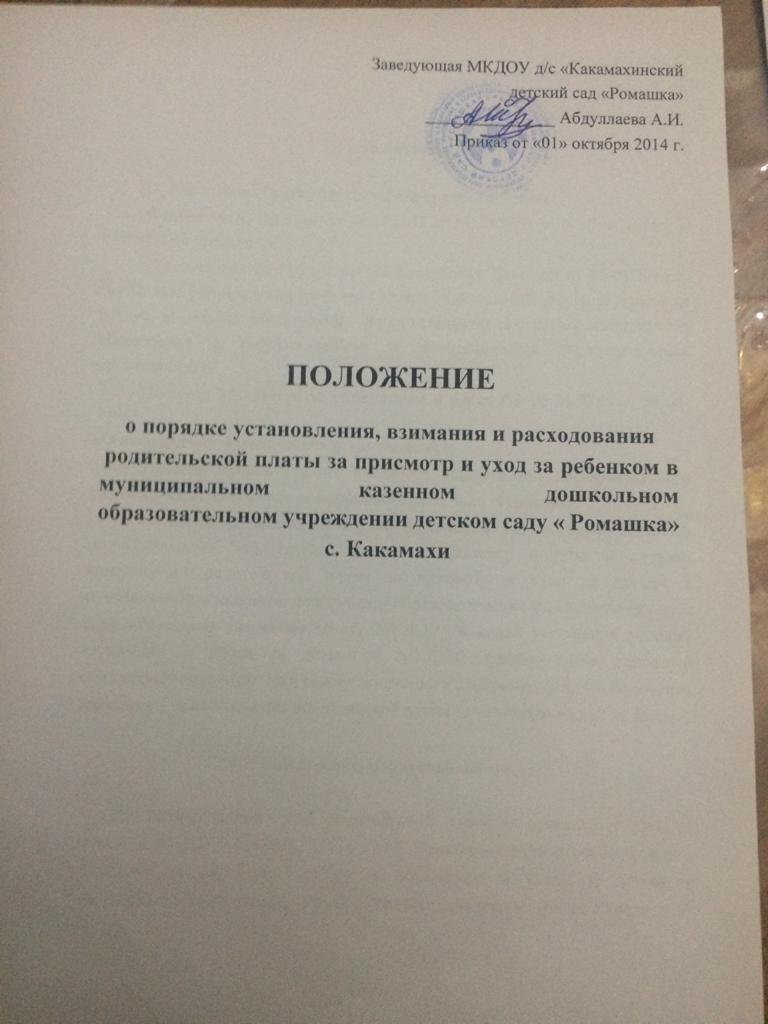 Заведующая МКДОУ д/с «Какамахинский
детский сад «Ромашка»
Абдуллаева А.И.
Приказ от «01» октября 2014 г.
ПОЛОЖЕНИЕ
о порядке установления, взимания и расходования
родительской платы за присмотр и уход за ребенком в
муниципальном казенном дошкольном
образовательном учреждении детском саду « Ромашка»
с. Какамахи